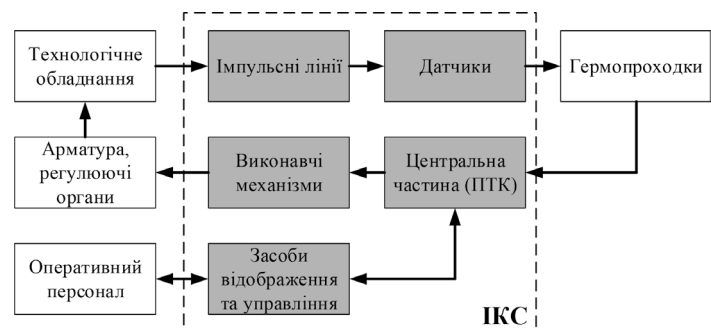 Технологічне
обладнання
Імпульсні лінії
Датчики
Гермопроходки
Арматура,
регулюючі
органи
Виконавчі
механізми
Центральна
частина (ПТК)
Оперативний
персонал
Засоби
відображення
та управління
ІКС